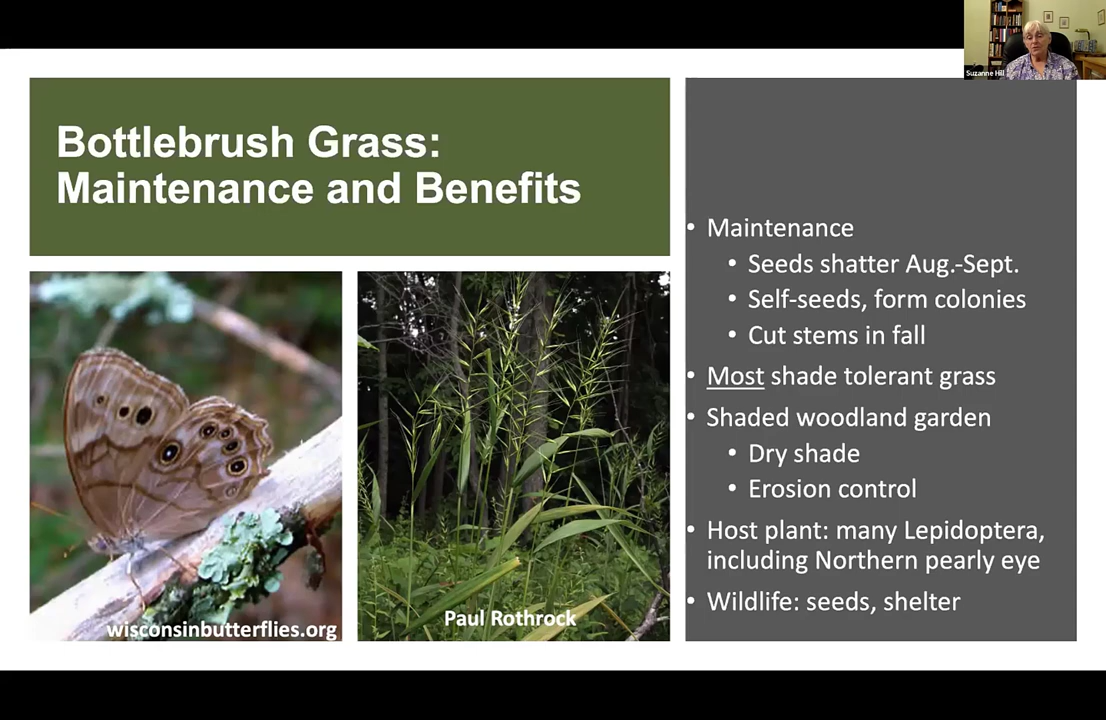 Suzanne Hill
Bottlebrush Grass:
Maintenance and Benefits
• Maintenance
• Seeds shatter Aug.-Sept.
• Self-seeds, form colonies
• Cut stems in fall
• Most shade tolerant grass
• Shaded woodland garden
• Dry shade
• Erosion control
• Host plant: many Lepidoptera,
including Northern pearly eye
• Wildlife: seeds, shelter
wisconsinbutterflies.org
Paul Rothrock